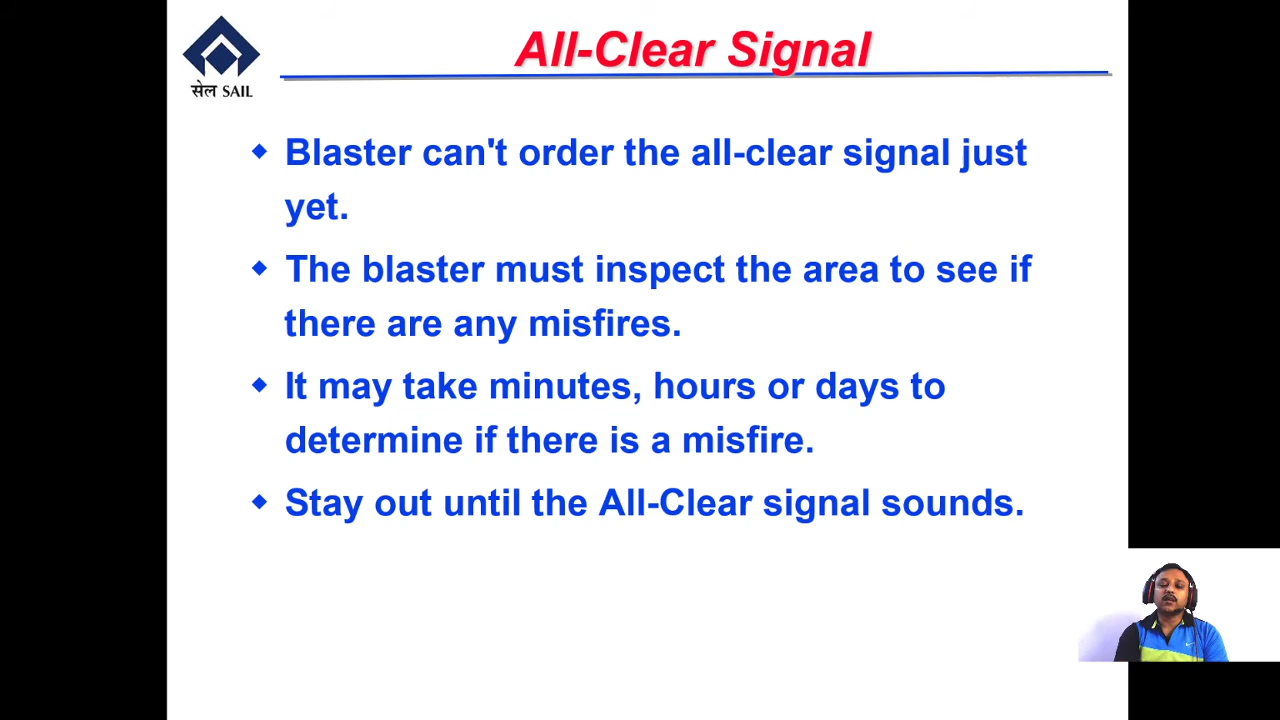 All-Clear Signal
सेल SAIL
◆ Blaster can't order the all-clear signal just
yet.
◆ The blaster must inspect the area to see if
there are any misfires.
◆ It may take minutes, hours or days to
determine if there is a misfire.
◆ Stay out until the All-Clear signal sounds.